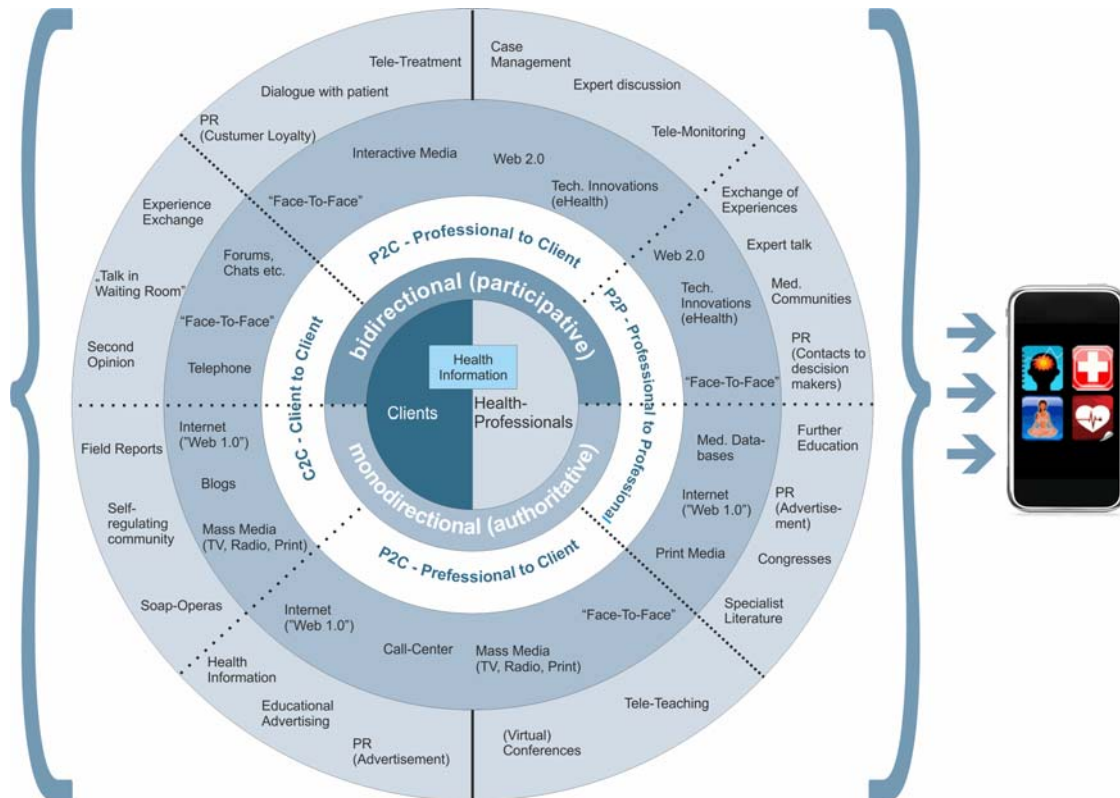 Tele-Treatment
Dialogue with patient
PR
(Custumer Loyalty)
Case
Management
Expert discussion
Tele-Monitoring
Interactive Media
Web 2.0
"Face-To-Face"
Tech. Innovations
(eHealth)
Experience
Exchange
„Talk in
Waiting Room"
Second
Opinion
Forums,
Chats etc.
"Face-To-Face"
Telephone
Exchange of
Experiences
Expert talk
Med.
Communities
PR
(Contacts to
descision
makers)
Web 2.0
Tech.
Innovations
(eHealth)
"Face-To-Face"
P2C - Professional to Client
P2P - Professional to Professional
C2C - Client to Client
P2C - Prefessional to Client
bidirectional (participative)
monodirectional (authoritative)
Health
Information
Clients
Health-
Professionals
Field Reports
Self-
regulating
community
Soap-Operas
Internet
("Web 1.0")
Blogs
Mass Media
(TV, Radio, Print)
Med. Data-
bases
Internet
("Web 1.0")
Print Media
Further
Education
PR
(Advertise-
ment)
Congresses
Specialist
Literature
Internet
("Web 1.0")
Call-Center
Mass Media
(TV, Radio, Print)
"Face-To-Face"
Health
Information
Educational
Advertising
PR
(Advertisement)
(Virtual)
Conferences
Tele-Teaching